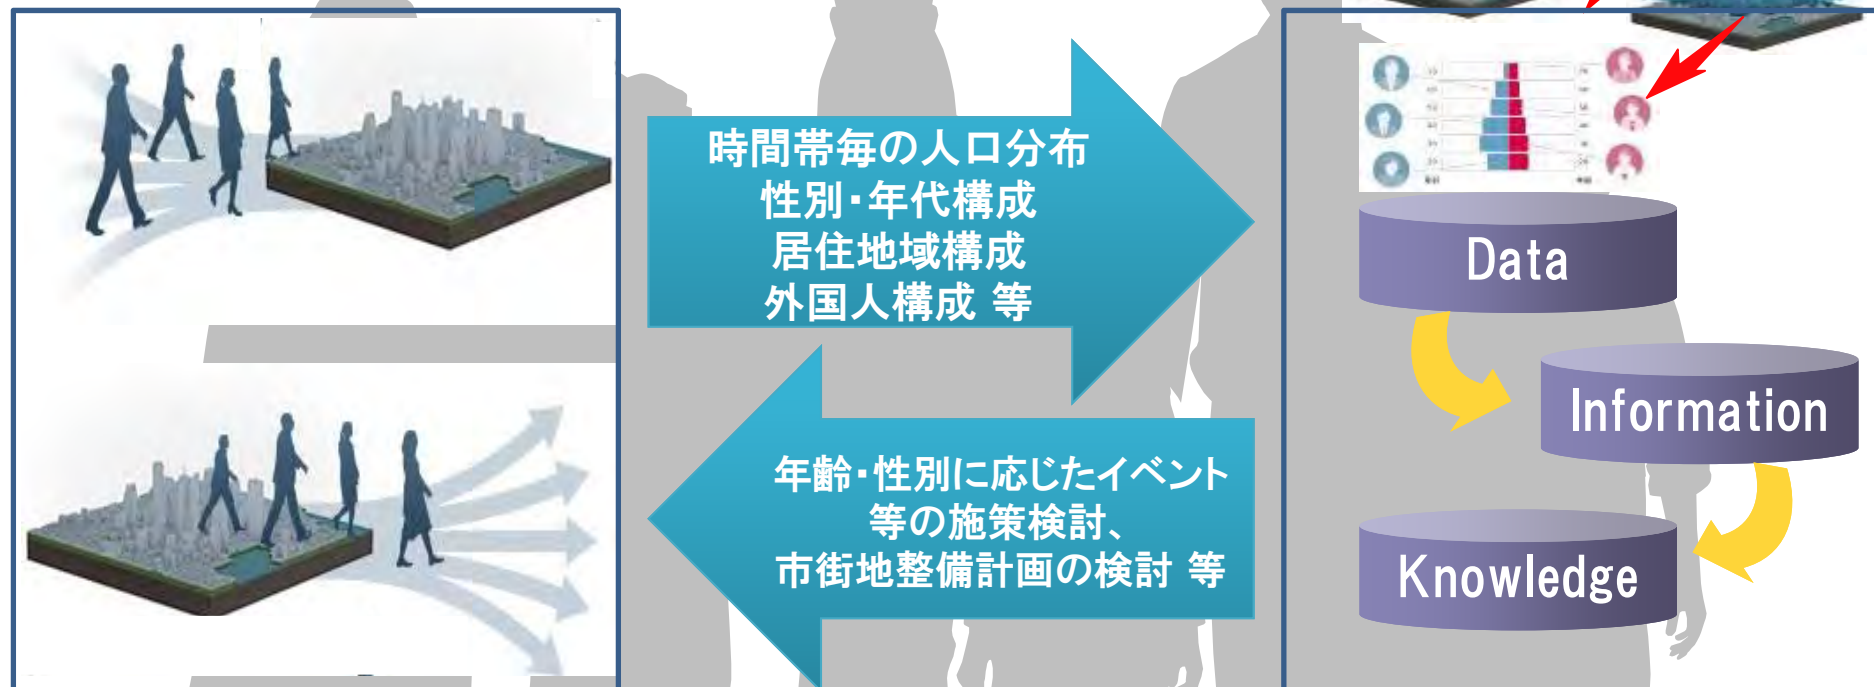 時間帯毎の人口分布
性別・年代構成
居住地域構成
外国人構成 等
年齢・性別に応じたイベント
等の施策検討、
市街地整備計画の検討 等
Data
Information
Knowledge